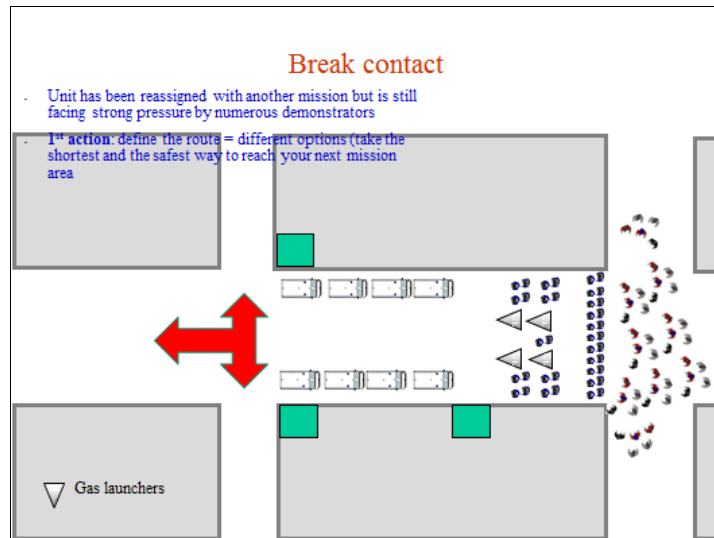 Break contact
- Unit has been reassigned with another mission but is still
facing strong pressure by numerous demonstrators
- 1st action: define the route = different options (take the
shortest and the safest way to reach your next mission
area
Gas launchers